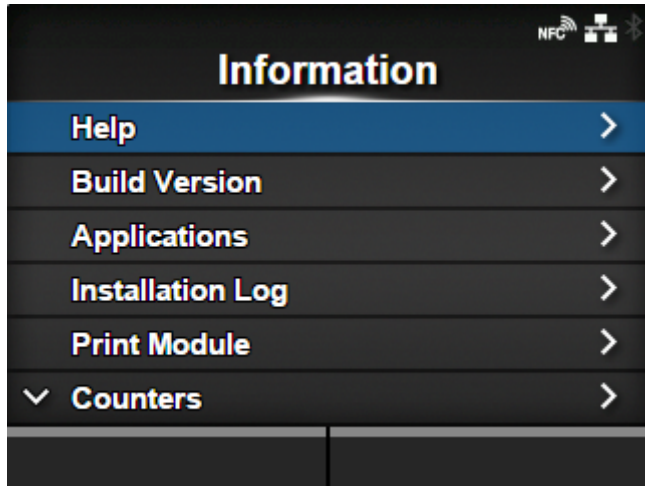 NFC
Information
Help
Build Version
Applications
Installation Log
Print Module
Counters